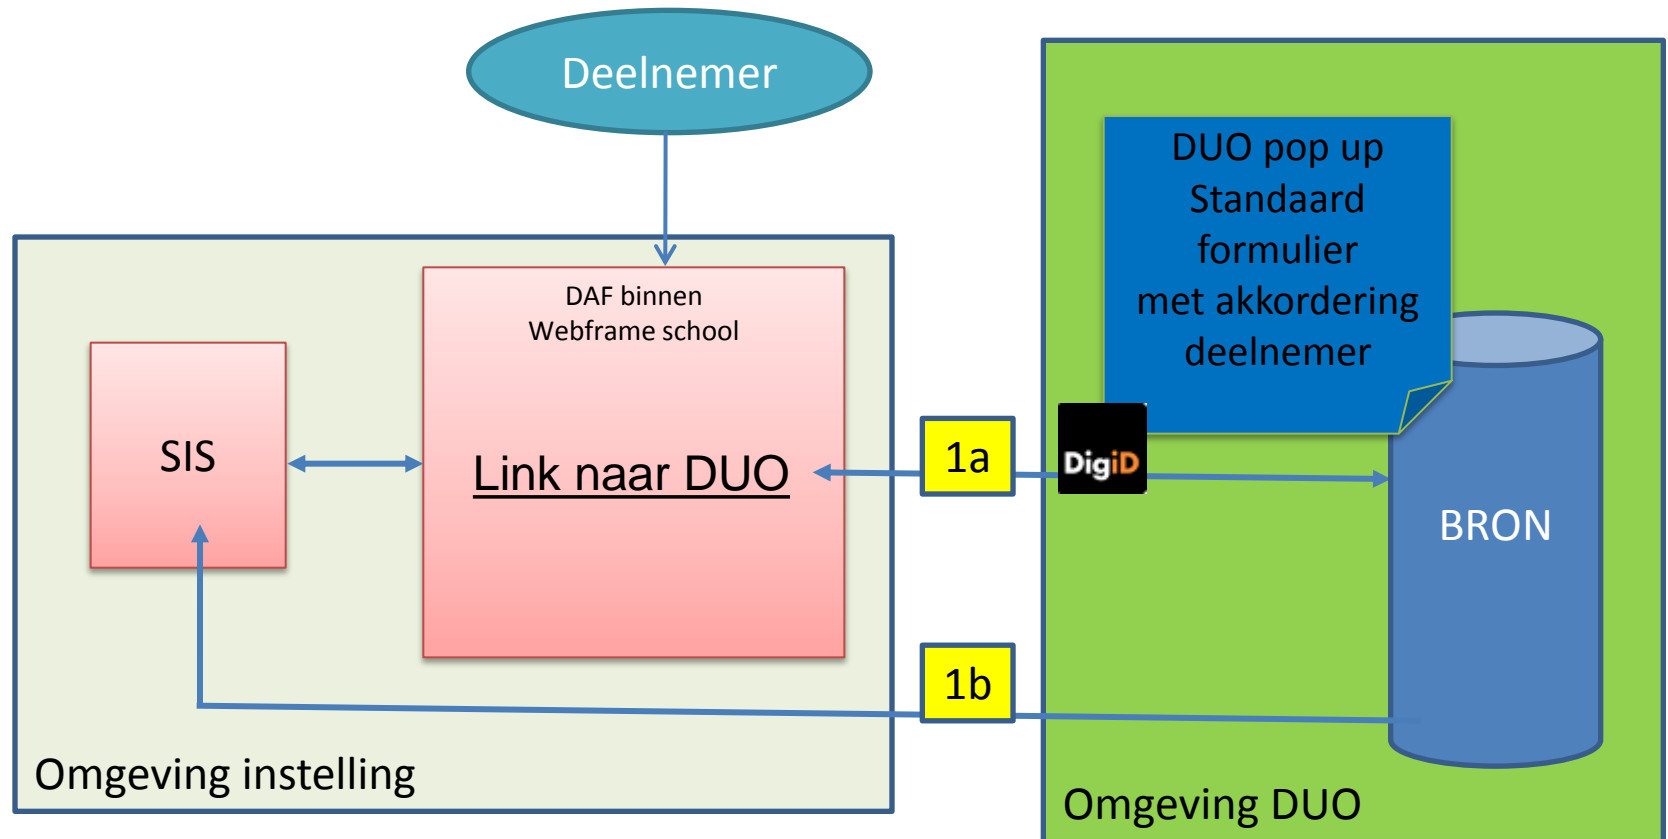 Deelnemer
DUO pop up
Standaard
formulier
met akkordering
deelnemer
DAF binnen
Webframe school
SIS
Link naar DUO
1a
DigiD
BRON
1b
Omgeving instelling
Omgeving DUO